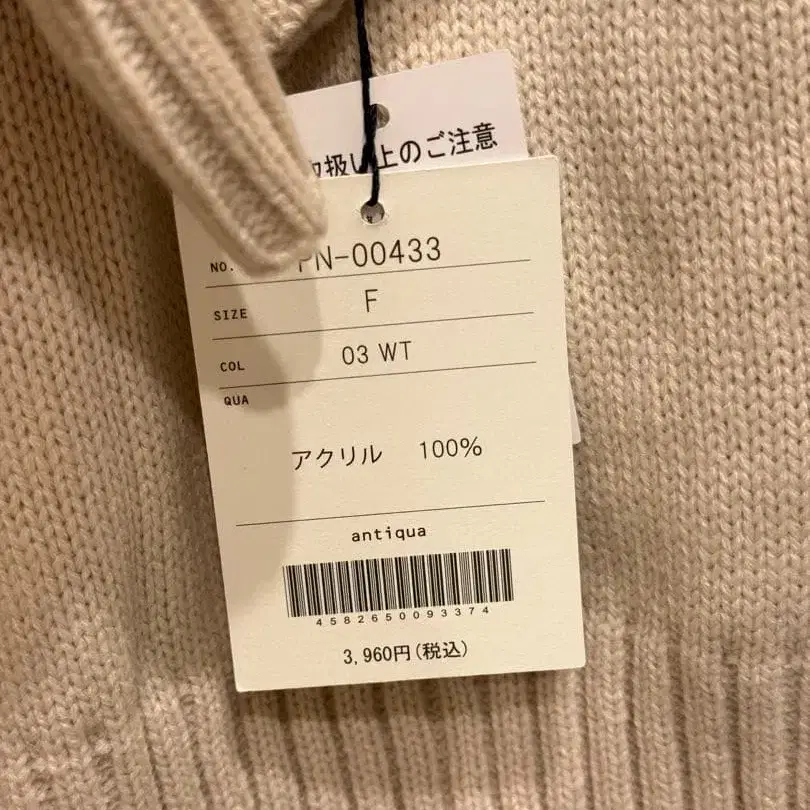 扱い上のご注意
NO. PN-00433
SIZE F
COL 03 WT
QUA
アクリル 100%
antiqua
4582650093374
3,960円(税込)